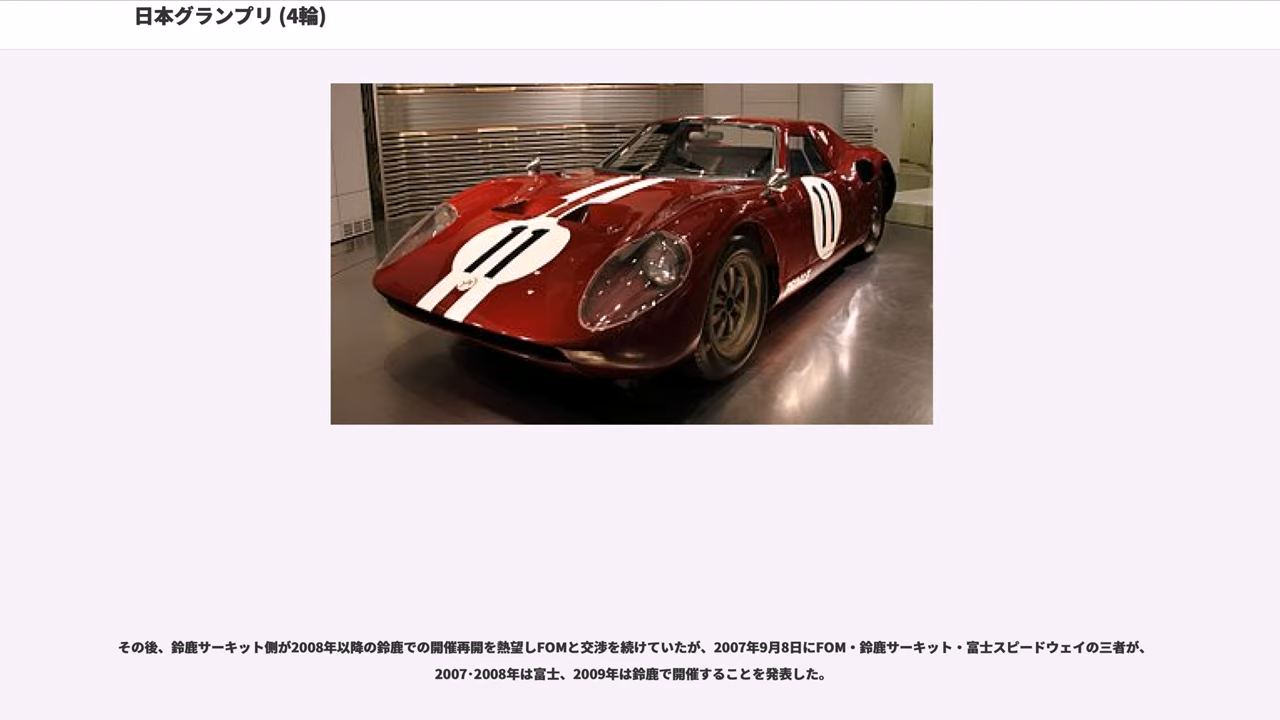 日本グランプリ (4輪)
11
11
その後、鈴鹿サーキット側が2008年以降の鈴鹿での開催再開を熱望しFOMと交渉を続けていたが、2007年9月8日にFOM・鈴鹿サーキット・富士スピードウェイの三者が、
2007･2008年は富士、2009年は鈴鹿で開催することを発表した。